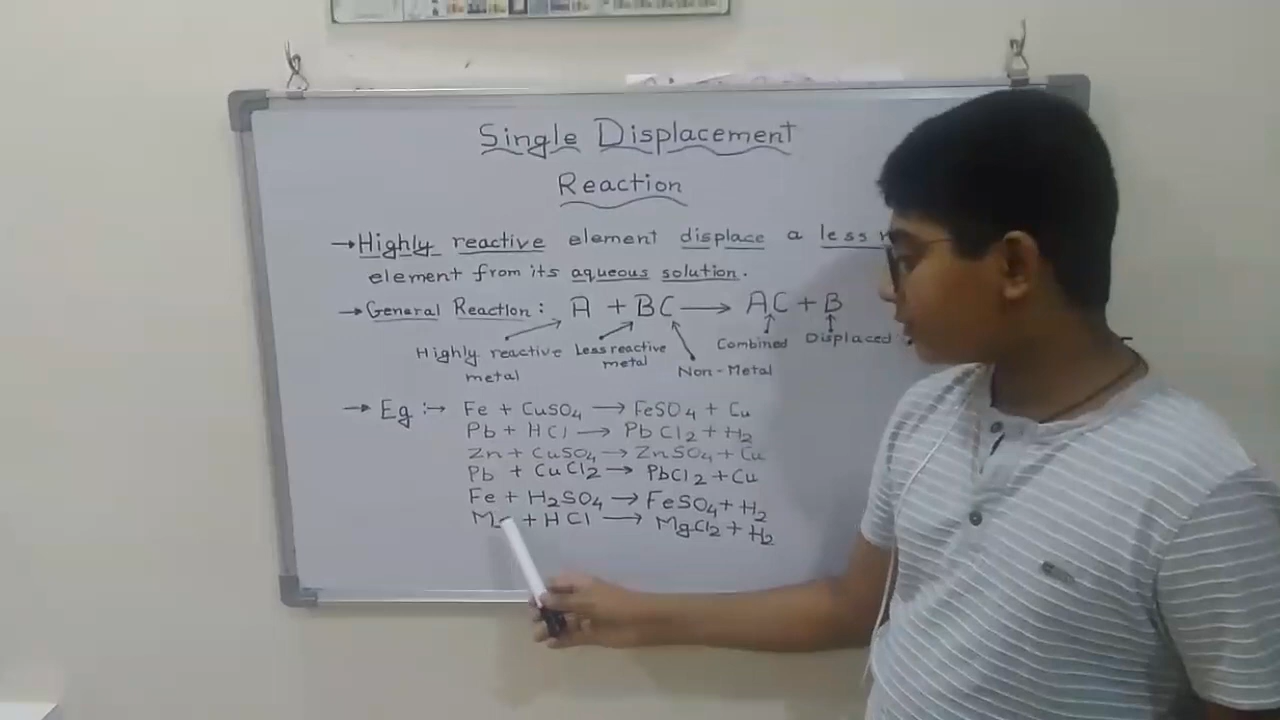 Single Displacement
Reaction
→ Highly reactive element displace a less
element from its aqueous solution.
→ General Reaction: A + BC → AC + B
Highly reactive metal
Less reactive metal
Non-Metal
Combined
Displaced
→ Eg :→ Fe + CuSO4 → FeSO4 + Cu
Pb + HCl → PbCl2 + H2
Zn + CuSO4 → ZnSO4 + Cu
Pb + CuCl2 → PbCl2 + Cu
Fe + H2SO4 → FeSO4 + H2
+ HCl → MgCl2 + H2